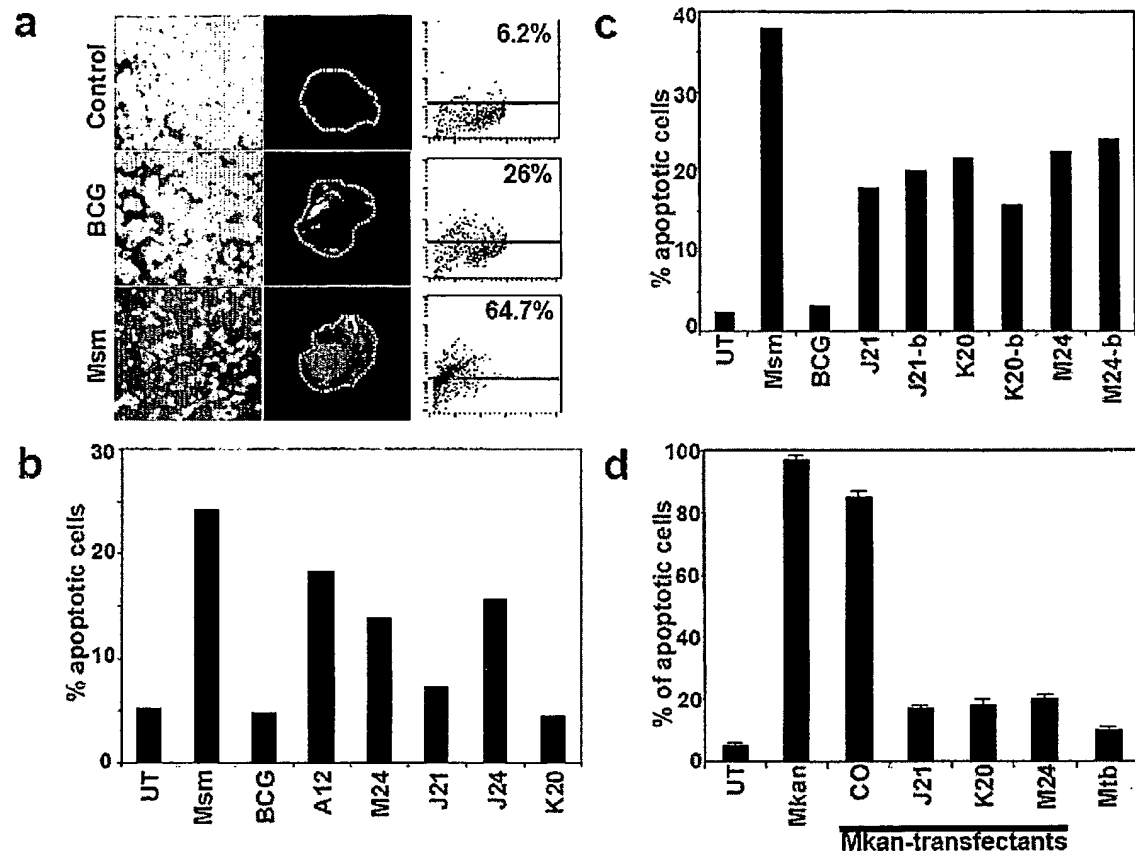 a
Control
BCG
Msm
6.2%
26%
64.7%
b
% apoptotic cells
30
20
10
0
UT
Msm
BCG
A12
M24
J21
J24
K20
c
% apoptotic cells
40
30
20
10
0
UT
Msm
BCG
J21
J21-b
K20
K20-b
M24
M24-b
d
% of apoptotic cells
100
80
60
40
20
0
UT
Mkan
CO
J21
K20
M24
Mtb
Mkan-transfectants